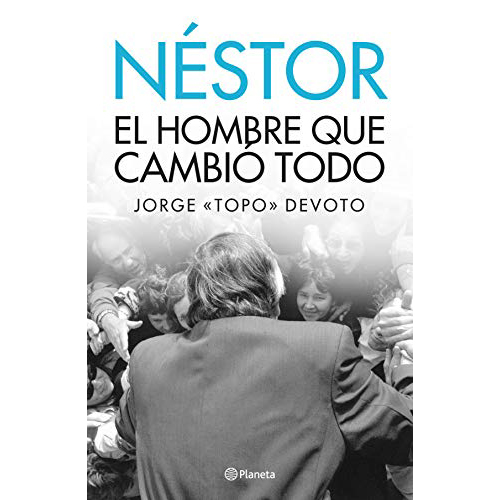 NÉSTOR
EL HOMBRE QUE
CAMBIÓ TODO
JORGE «TOPO» DEVOTO
Planeta